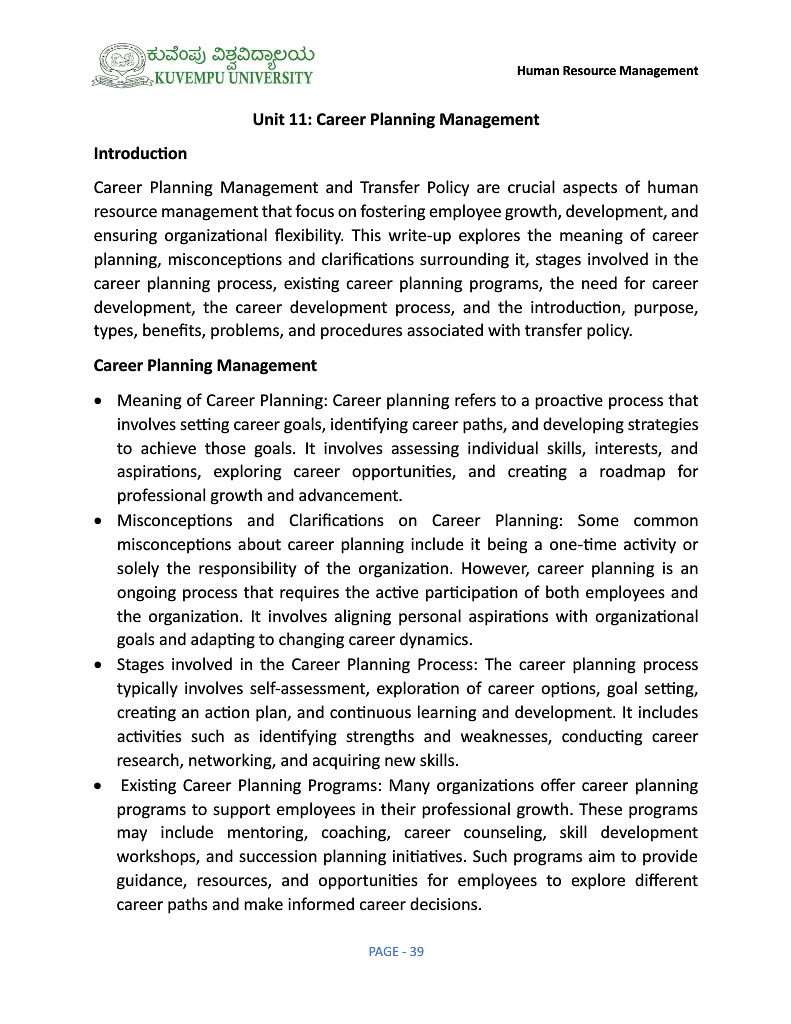 ಕುವೆಂಪು ವಿಶ್ವವಿದ್ಯಾಲಯ
KUVEMPU UNIVERSITY
Human Resource Management
Unit 11: Career Planning Management
Introduction
Career Planning Management and Transfer Policy are crucial aspects of human
resource management that focus on fostering employee growth, development, and
ensuring organizational flexibility. This write-up explores the meaning of career
planning, misconceptions and clarifications surrounding it, stages involved in the
career planning process, existing career planning programs, the need for career
development, the career development process, and the introduction, purpose,
types, benefits, problems, and procedures associated with transfer policy.
Career Planning Management
• Meaning of Career Planning: Career planning refers to a proactive process that
involves setting career goals, identifying career paths, and developing strategies
to achieve those goals. It involves assessing individual skills, interests, and
aspirations, exploring career opportunities, and creating a roadmap for
professional growth and advancement.
• Misconceptions and Clarifications on Career Planning: Some common
misconceptions about career planning include it being a one-time activity or
solely the responsibility of the organization. However, career planning is an
ongoing process that requires the active participation of both employees and
the organization. It involves aligning personal aspirations with organizational
goals and adapting to changing career dynamics.
• Stages involved in the Career Planning Process: The career planning process
typically involves self-assessment, exploration of career options, goal setting,
creating an action plan, and continuous learning and development. It includes
activities such as identifying strengths and weaknesses, conducting career
research, networking, and acquiring new skills.
• Existing Career Planning Programs: Many organizations offer career planning
programs to support employees in their professional growth. These programs
may include mentoring, coaching, career counseling, skill development
workshops, and succession planning initiatives. Such programs aim to provide
guidance, resources, and opportunities for employees to explore different
career paths and make informed career decisions.
PAGE - 39